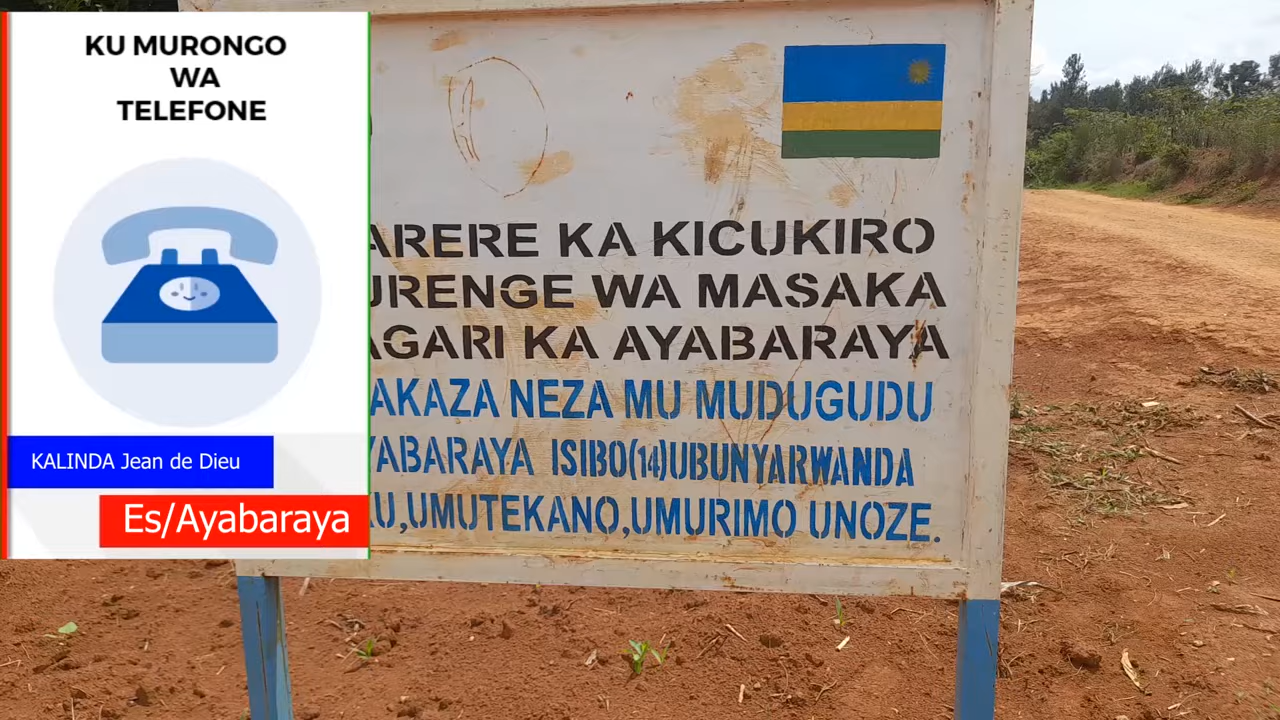 KU MURONGO
WA
TELEFONE
KALINDA Jean de Dieu
Es/Ayabaraya
ARERE KA KICUKIRO
URENGE WA MASAKA
AGARI KA AYABARAYA
AKAZA NEZA MU MUDUGUDU
YABARAYA ISIBO(14)UBUNYARWANDA
KU,UMUTEKANO,UMURIMO UNOZE.